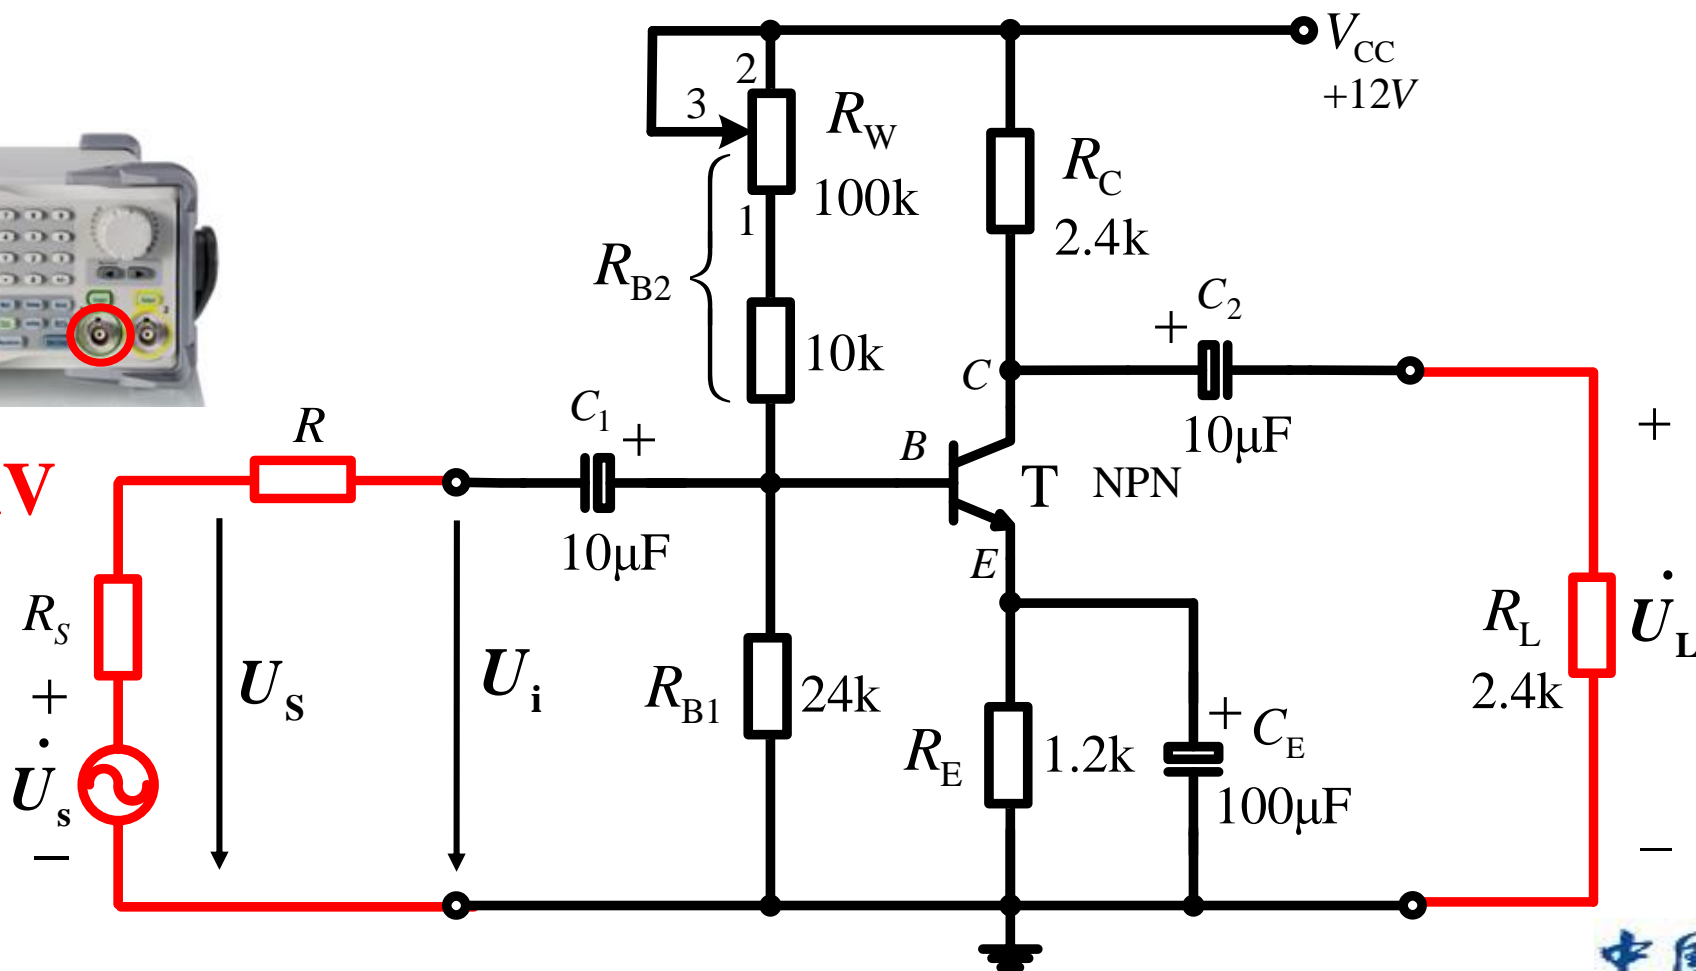 V_CC
+12V
2
3
R_W
100k
1
R_C
2.4k
R_B2
10k
C_2
+
10μF
C
C_1
+
10μF
B
T NPN
E
R
V
R_S
+
U̇_s
−
U_s
U_i
R_B1
24k
R_E
1.2k
+
C_E
100μF
R_L
2.4k
+
U̇_L
−
中